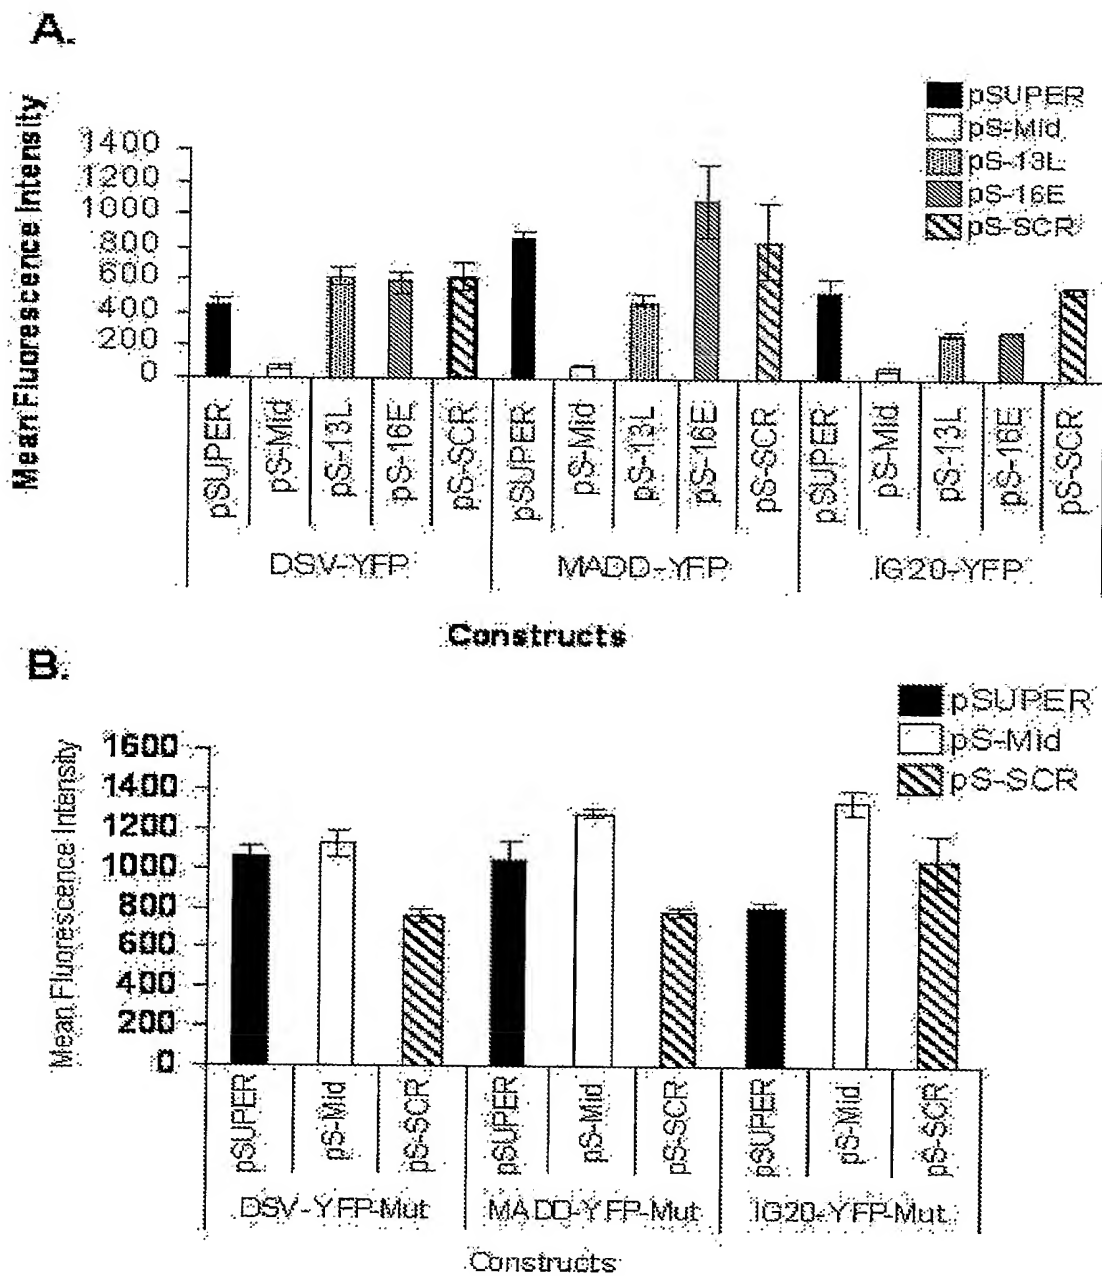 A.
Mean Fluorescence Intensity
1400
1200
1000
800
600
400
200
0
pSUPER
pS-Mid
pS-13L
pS-16E
pS-SCR
pSUPER
pS-Mid
pS-13L
pS-16E
pS-SCR
pSUPER
pS-Mid
pS-13L
pS-16E
pS-SCR
pSUPER
pS-Mid
pS-13L
pS-16E
pS-SCR
DSV-YFP
MADD-YFP
IG20-YFP
Constructs
B.
Mean Fluorescence Intensity
1600
1400
1200
1000
800
600
400
200
0
pSUPER
pS-Mid
pS-SCR
pSUPER
pS-Mid
pS-SCR
pSUPER
pS-Mid
pS-SCR
pSUPER
pS-Mid
pS-SCR
DSV-YFP-Mut
MADD-YFP-Mut
IG20-YFP-Mut
Constructs